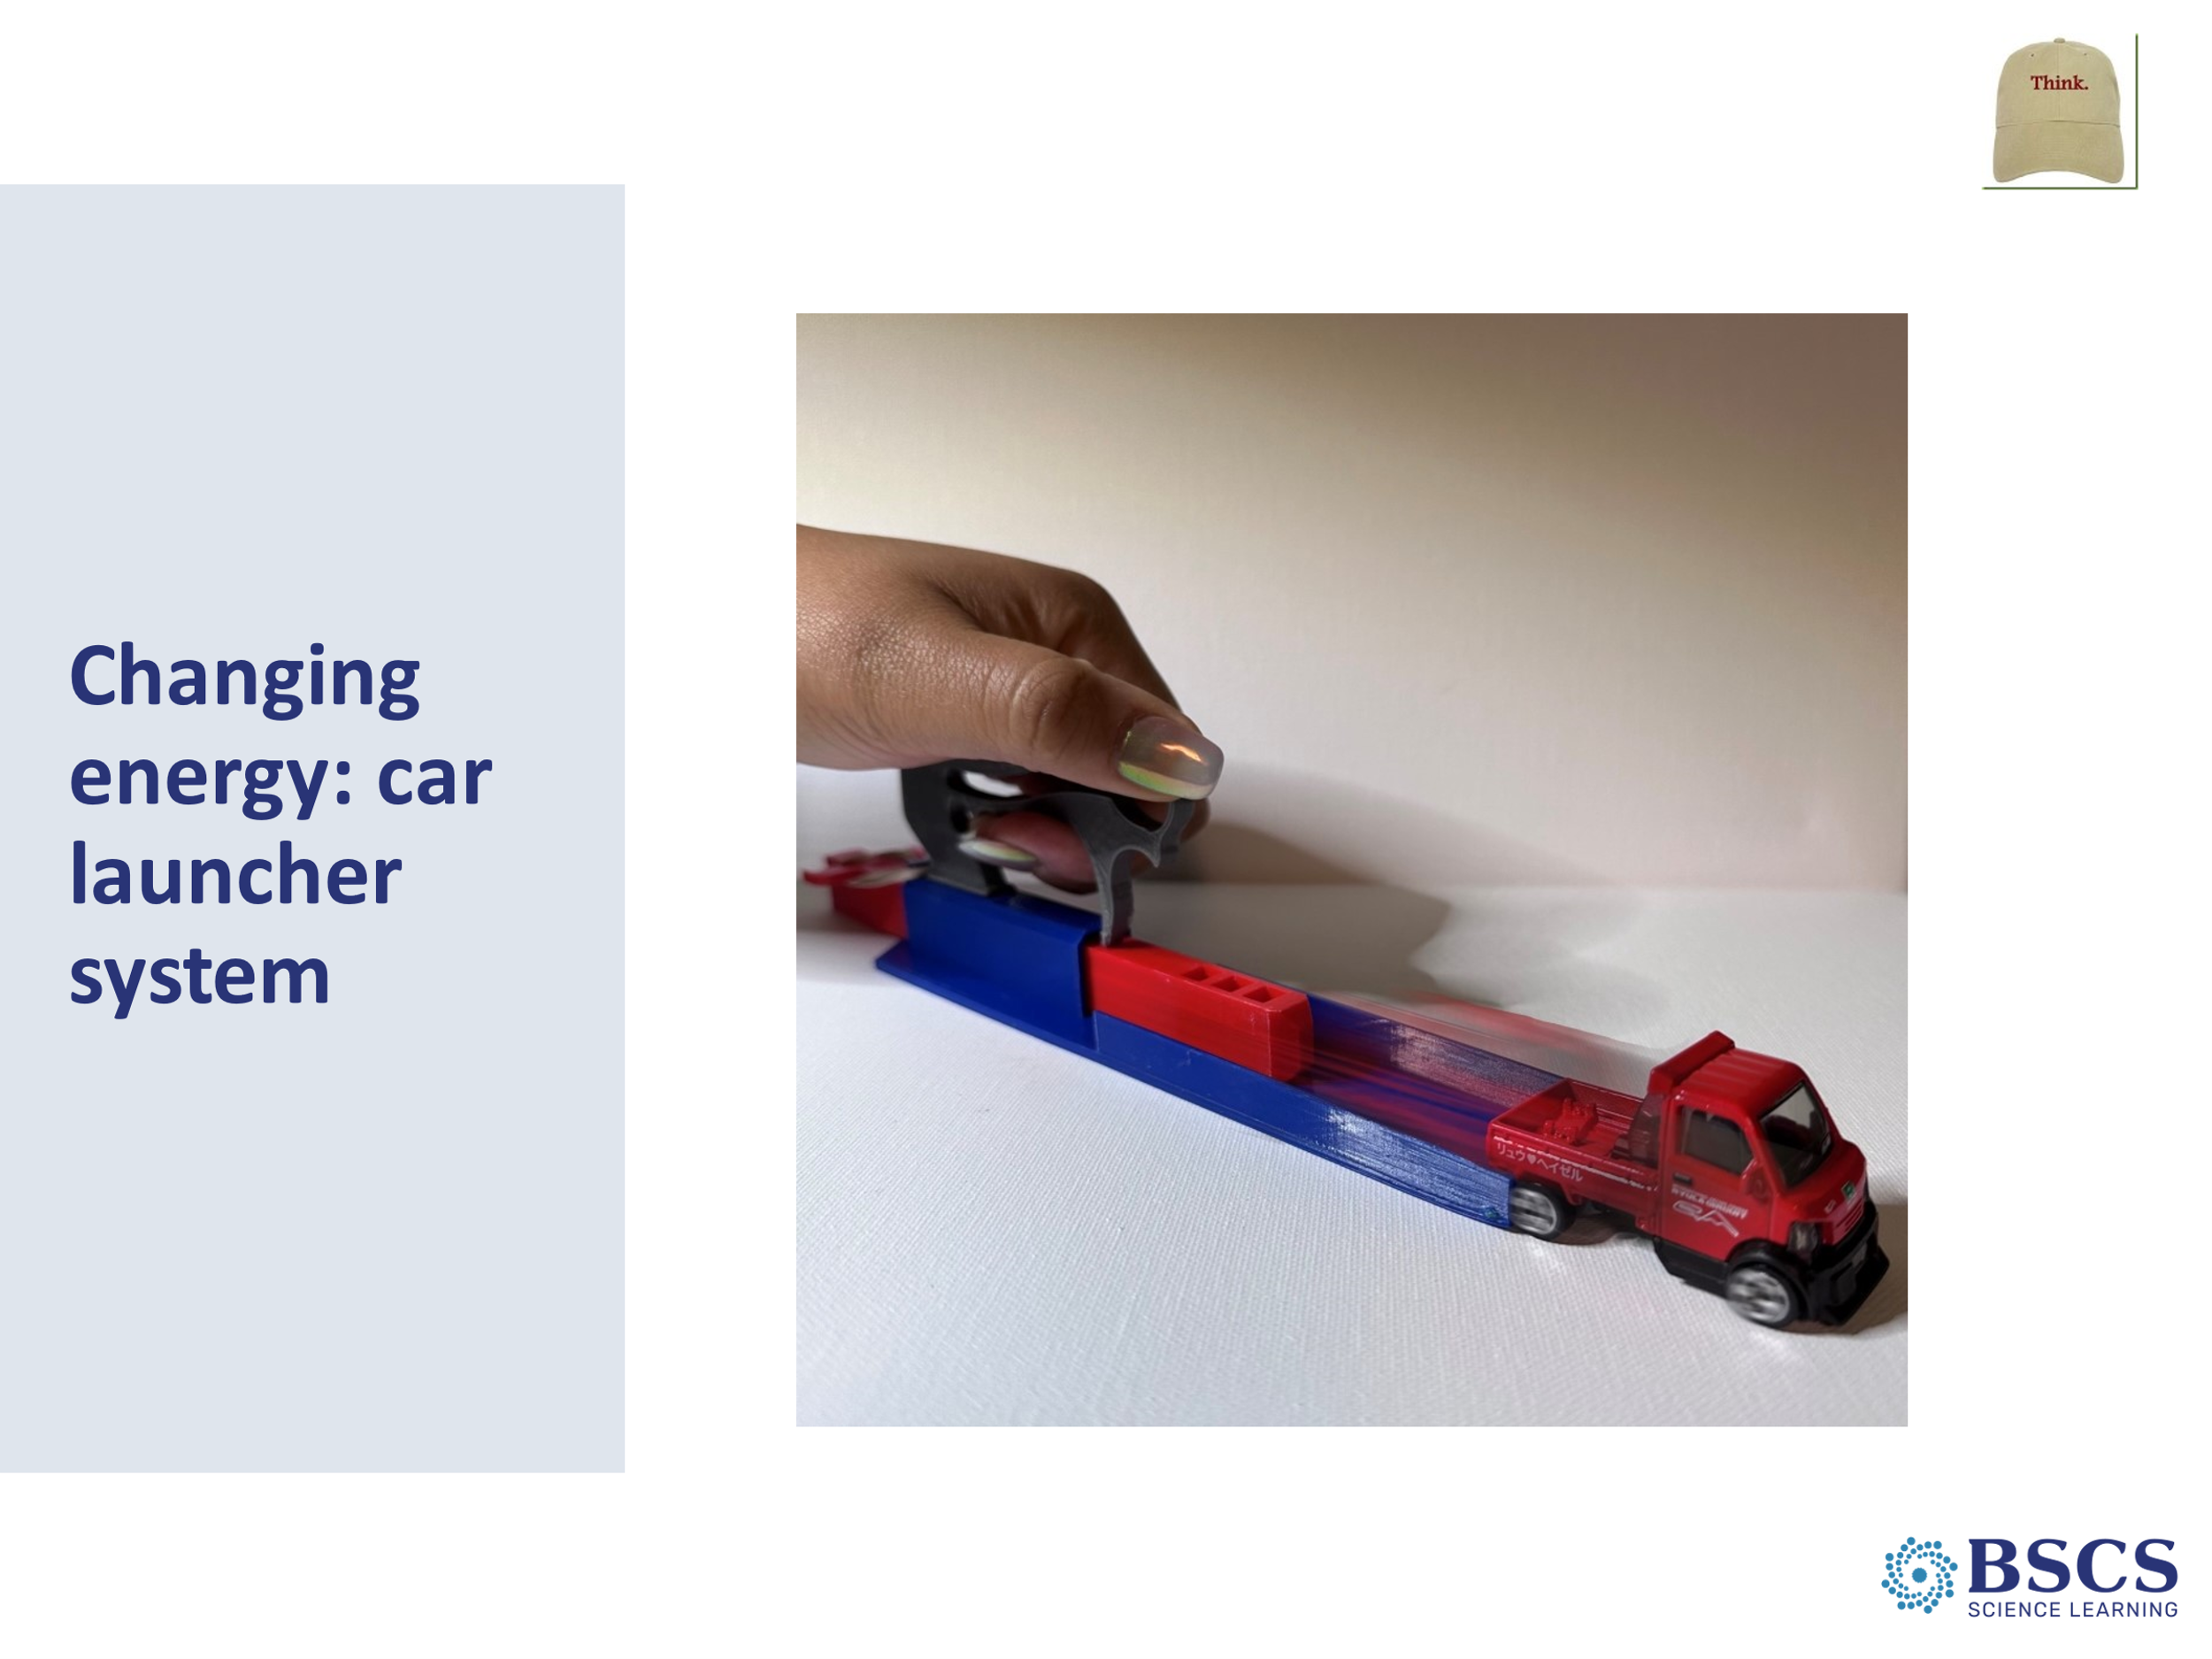 Think.
Changing
energy: car
launcher
system
リュウ♥ヘイゼル
BSCS
SCIENCE LEARNING